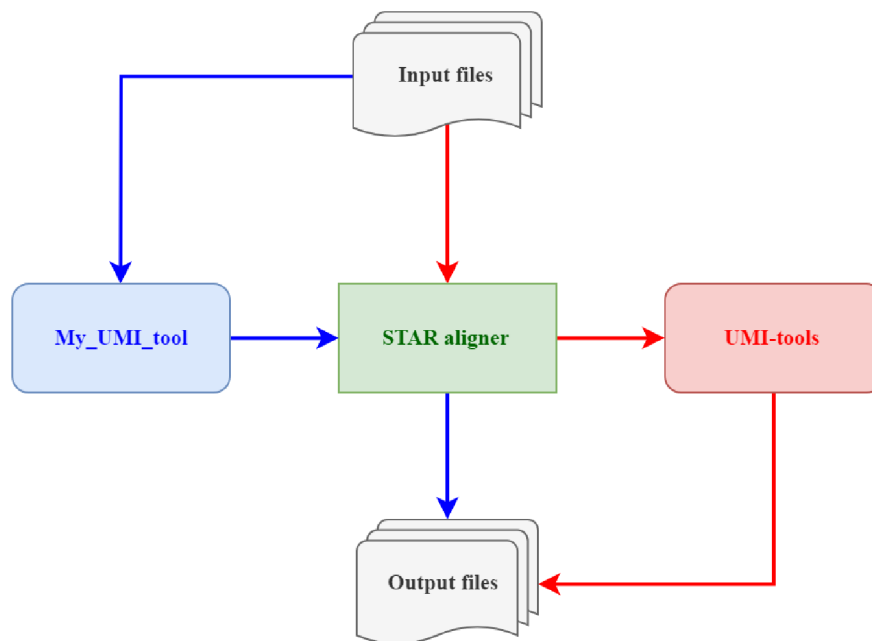 Input files
My_UMI_tool
STAR aligner
UMI-tools
Output files